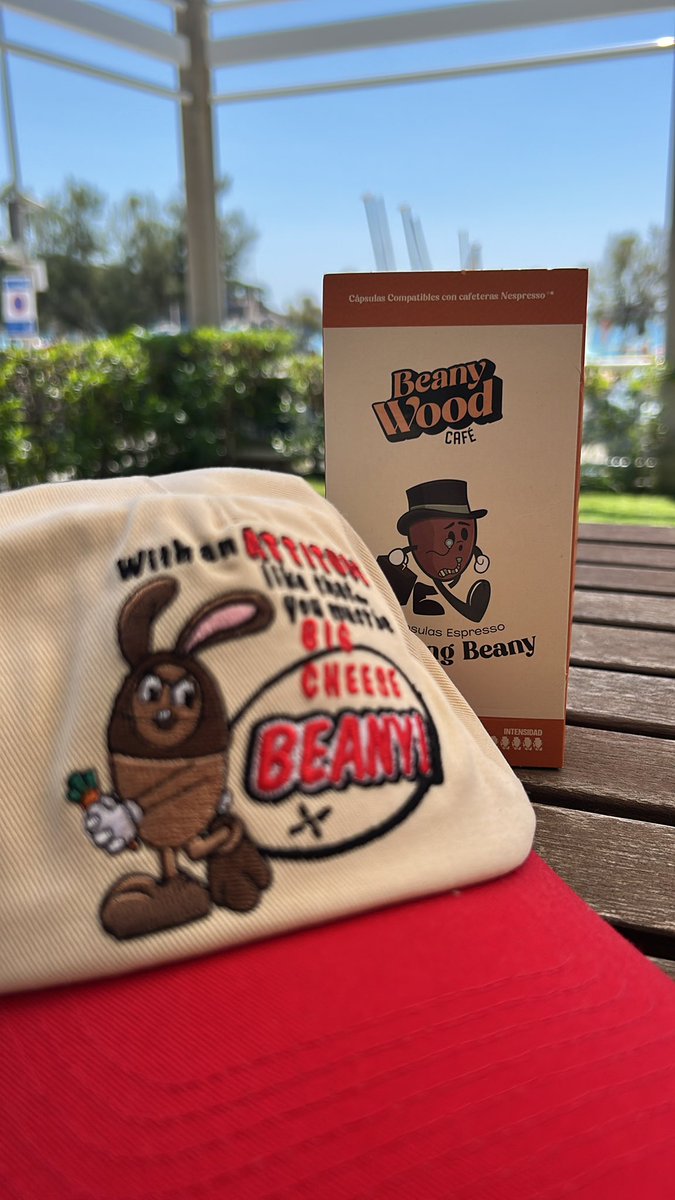 Cápsulas Compatibles con cafeteras Nespresso™*
Beany
Wood
CAFÉ
With an ATTITUDE
like that...
you must be
BIG
CHEESE
BEANY!
Espresso
Beany
INTENSIDAD